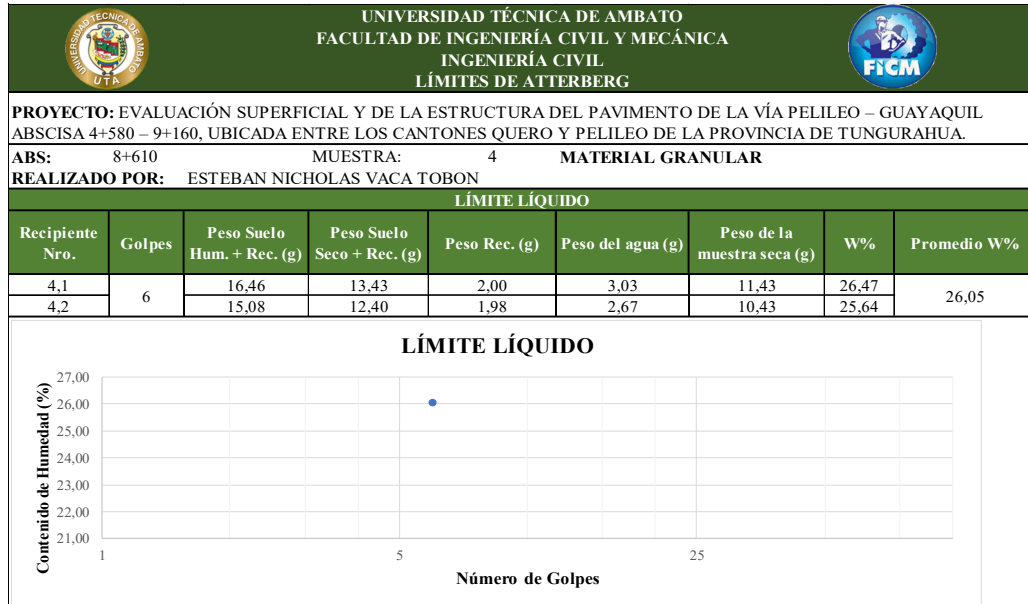 UNIVERSIDAD TÉCNICA DE AMBATO
FACULTAD DE INGENIERÍA CIVIL Y MECÁNICA
INGENIERÍA CIVIL
LÍMITES DE ATTERBERG
UNIVERSIDAD TECNICA DE AMBATO
UTA
FICM
PROYECTO: EVALUACIÓN SUPERFICIAL Y DE LA ESTRUCTURA DEL PAVIMENTO DE LA VÍA PELILEO – GUAYAQUIL
ABSCISA 4+580 – 9+160, UBICADA ENTRE LOS CANTONES QUERO Y PELILEO DE LA PROVINCIA DE TUNGURAHUA.
ABS: 8+610 MUESTRA: 4 MATERIAL GRANULAR
REALIZADO POR: ESTEBAN NICHOLAS VACA TOBON
LÍMITE LÍQUIDO
Recipiente Nro. Golpes Peso Suelo Hum. + Rec. (g) Peso Suelo Seco + Rec. (g) Peso Rec. (g) Peso del agua (g) Peso de la muestra seca (g) W% Promedio W%
4,1 6 16,46 13,43 2,00 3,03 11,43 26,47 26,05
4,2 15,08 12,40 1,98 2,67 10,43 25,64
LÍMITE LÍQUIDO
Contenido de Humedad (%)
27,00
26,00
25,00
24,00
23,00
22,00
21,00
1 5 25
Número de Golpes